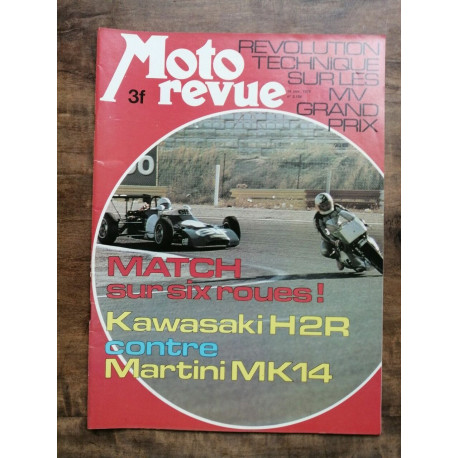 Moto
revue
3f
REVOLUTION
TECHNIQUE
SUR LES
MV
GRAND
PRIX
00
MATCH
sur six roues!
Kawasaki H2R
contre
Martini MK14